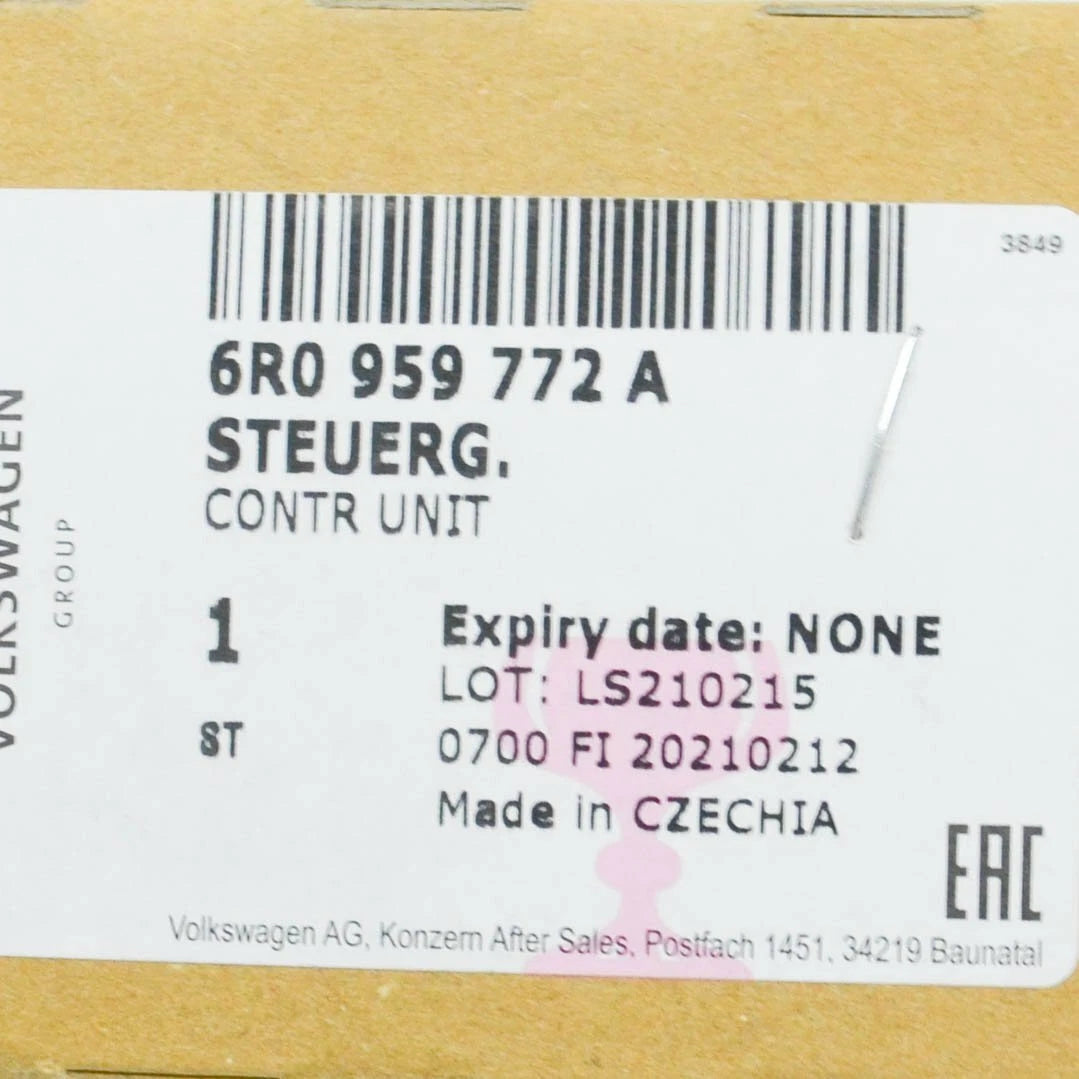 3849
6R0 959 772 A
STEUERG.
CONTR UNIT
VOLKSWAGEN
GROUP
1
ST
Expiry date: NONE
LOT: LS210215
0700 FI 20210212
Made in CZECHIA
EAC
Volkswagen AG, Konzern After Sales, Postfach 1451, 34219 Baunatal